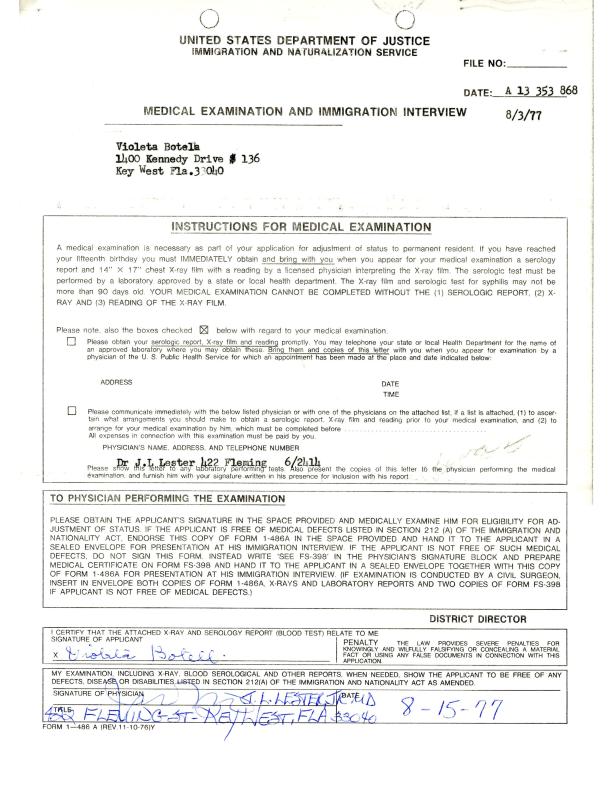 UNITED STATES DEPARTMENT OF JUSTICE
IMMIGRATION AND NATURALIZATION SERVICE
FILE NO:
DATE: A 13 353 868
MEDICAL EXAMINATION AND IMMIGRATION INTERVIEW
8/3/77
Violeta Botella
1400 Kennedy Drive # 136
Key West Fla.33040
INSTRUCTIONS FOR MEDICAL EXAMINATION
A medical examination is necessary as part of your application for adjustment of status to permanent resident. If you have reached
your fifteenth birthday you must IMMEDIATELY obtain and bring with you when you appear for your medical examination a serology
report and 14" X 17" chest X-ray film with a reading by a licensed physician interpreting the X-ray film. The serologic test must be
performed by a laboratory approved by a state or local health department. The X-ray film and serologic test for syphilis may not be
more than 90 days old. YOUR MEDICAL EXAMINATION CANNOT BE COMPLETED WITHOUT THE (1) SEROLOGIC REPORT, (2) X-
RAY AND (3) READING OF THE X-RAY FILM.
Please note, also the boxes checked ☒ below with regard to your medical examination.
☐ Please obtain your serologic report, X-ray film and reading promptly. You may telephone your state or local Health Department for the name of
an approved laboratory where you may obtain these. Bring them and copies of this letter with you when you appear for examination by a
physician of the U. S. Public Health Service for which an appointment has been made at the place and date indicated below:
ADDRESS DATE
TIME
☐ Please communicate immediately with the below listed physician or with one of the physicians on the attached list, if a list is attached, (1) to ascer-
tain what arrangements you should make to obtain a serologic report, X-ray film and reading prior to your medical examination, and (2) to
arrange for your medical examination by him, which must be completed before
All expenses in connection with this examination must be paid by you.
PHYSICIAN'S NAME, ADDRESS, AND TELEPHONE NUMBER
Dr J.L Lester 422 Fleming 6/2414
Please show this letter to any laboratory performing tests. Also present the copies of this letter to the physician performing the medical
examination, and furnish him with your signature written in his presence for inclusion with his report
TO PHYSICIAN PERFORMING THE EXAMINATION
PLEASE OBTAIN THE APPLICANT'S SIGNATURE IN THE SPACE PROVIDED AND MEDICALLY EXAMINE HIM FOR ELIGIBILITY FOR AD-
JUSTMENT OF STATUS. IF THE APPLICANT IS FREE OF MEDICAL DEFECTS LISTED IN SECTION 212 (A) OF THE IMMIGRATION AND
NATIONALITY ACT, ENDORSE THIS COPY OF FORM 1-486A IN THE SPACE PROVIDED AND HAND IT TO THE APPLICANT IN A
SEALED ENVELOPE FOR PRESENTATION AT HIS IMMIGRATION INTERVIEW. IF THE APPLICANT IS NOT FREE OF SUCH MEDICAL
DEFECTS, DO NOT SIGN THIS FORM. INSTEAD WRITE 'SEE FS-398' IN THE PHYSICIAN'S SIGNATURE BLOCK AND PREPARE
MEDICAL CERTIFICATE ON FORM FS-398 AND HAND IT TO THE APPLICANT IN A SEALED ENVELOPE TOGETHER WITH THIS COPY
OF FORM 1-486A FOR PRESENTATION AT HIS IMMIGRATION INTERVIEW. (IF EXAMINATION IS CONDUCTED BY A CIVIL SURGEON,
INSERT IN ENVELOPE BOTH COPIES OF FORM 1-486A, X-RAYS AND LABORATORY REPORTS AND TWO COPIES OF FORM FS-398
IF APPLICANT IS NOT FREE OF MEDICAL DEFECTS.)
DISTRICT DIRECTOR
I CERTIFY THAT THE ATTACHED X-RAY AND SEROLOGY REPORT (BLOOD TEST) RELATE TO ME
SIGNATURE OF APPLICANT
x Violeta Botell.
PENALTY THE LAW PROVIDES SEVERE PENALTIES FOR
KNOWINGLY AND WILFULLY FALSIFYING OR CONCEALING A MATERIAL
FACT OR USING ANY FALSE DOCUMENTS IN CONNECTION WITH THIS
APPLICATION.
MY EXAMINATION, INCLUDING X-RAY, BLOOD SEROLOGICAL AND OTHER REPORTS, WHEN NEEDED, SHOW THE APPLICANT TO BE FREE OF ANY
DEFECTS, DISEASE, OR DISABILITIES LISTED IN SECTION 212(A) OF THE IMMIGRATION AND NATIONALITY ACT AS AMENDED.
SIGNATURE OF PHYSICIAN J. L. LESTER, JR MD DATE
8-15-77
TITLE 422 FLEMING ST - KEY WEST, FLA 33040
FORM 1-486 A (REV.11-10-76)Y